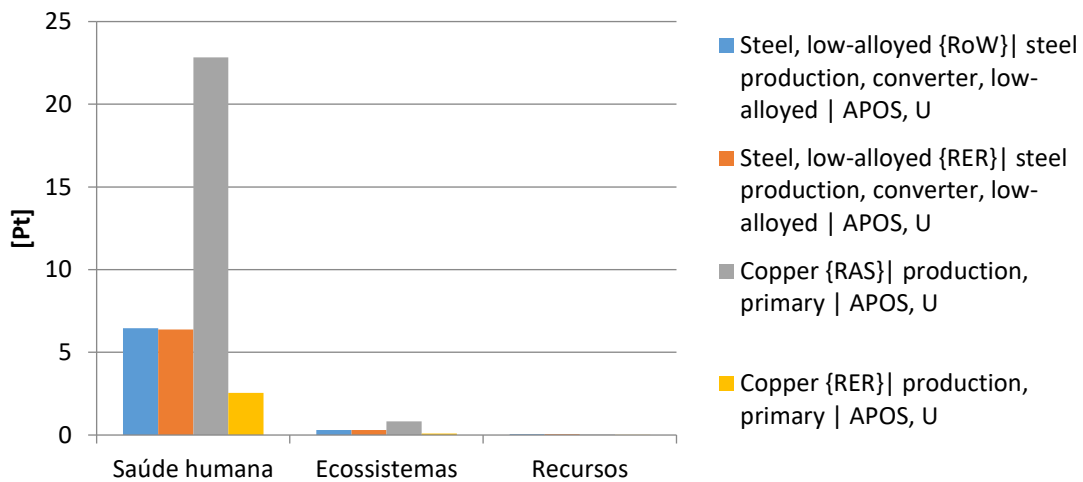 25
20
15
10
5
0
[Pt]
Saúde humana
Ecossistemas
Recursos
Steel, low-alloyed {RoW}| steel
production, converter, low-
alloyed | APOS, U
Steel, low-alloyed {RER}| steel
production, converter, low-
alloyed | APOS, U
Copper {RAS}| production,
primary | APOS, U
Copper {RER}| production,
primary | APOS, U